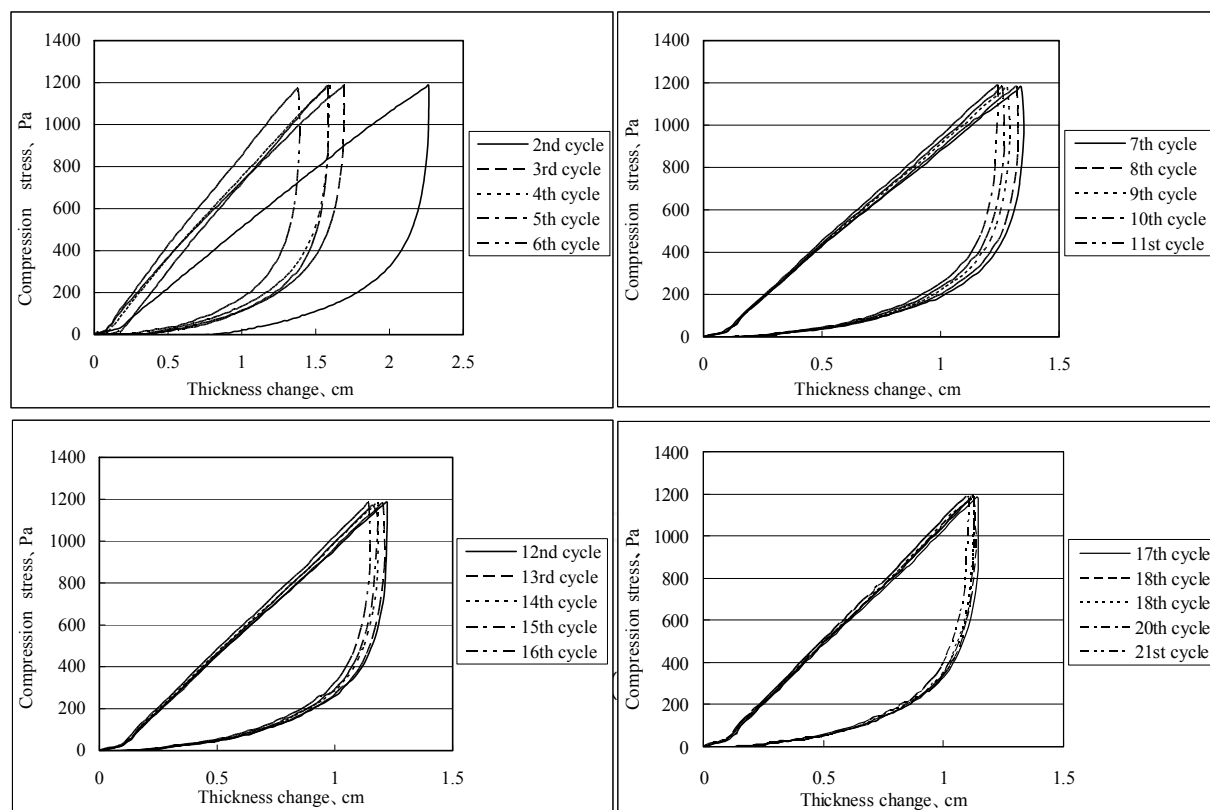 1400
1200
1000
800
600
400
200
0
Compression stress、Pa
0 0.5 1 1.5 2 2.5
Thickness change、cm
2nd cycle
3rd cycle
4th cycle
5th cycle
6th cycle
1400
1200
1000
800
600
400
200
0
Compression stress、Pa
0 0.5 1 1.5
Thickness change、cm
7th cycle
8th cycle
9th cycle
10th cycle
11st cycle
1400
1200
1000
800
600
400
200
0
Compression stress、Pa
0 0.5 1 1.5
Thickness change、cm
12nd cycle
13rd cycle
14th cycle
15th cycle
16th cycle
1400
1200
1000
800
600
400
200
0
Compression stress、Pa
0 0.5 1 1.5
Thickness change、cm
17th cycle
18th cycle
18th cycle
20th cycle
21st cycle